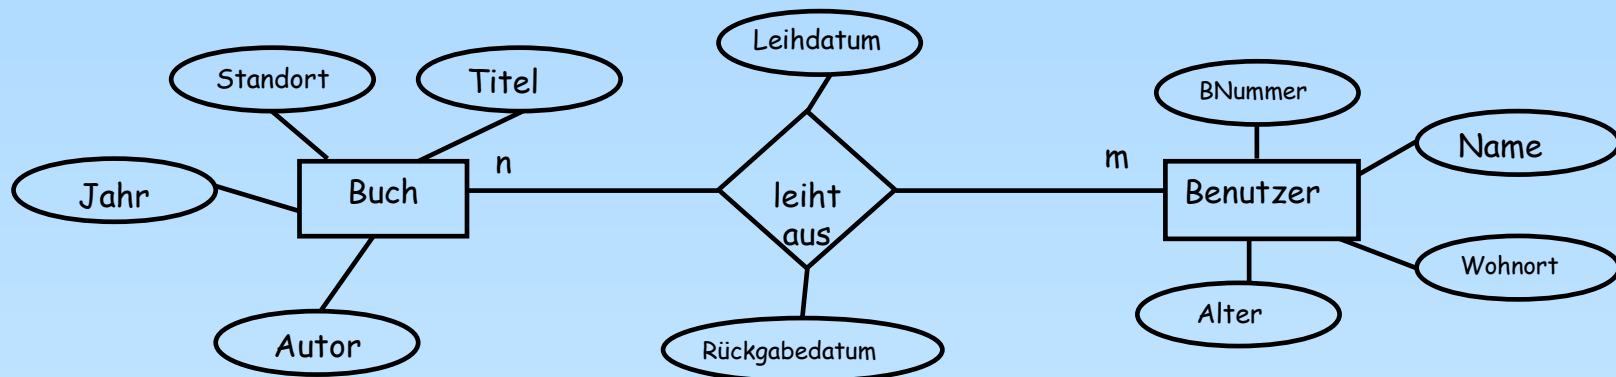 Leihdatum
Standort
Titel
BNummer
Name
n
m
Jahr
Buch
leiht
aus
Benutzer
Wohnort
Alter
Autor
Rückgabedatum